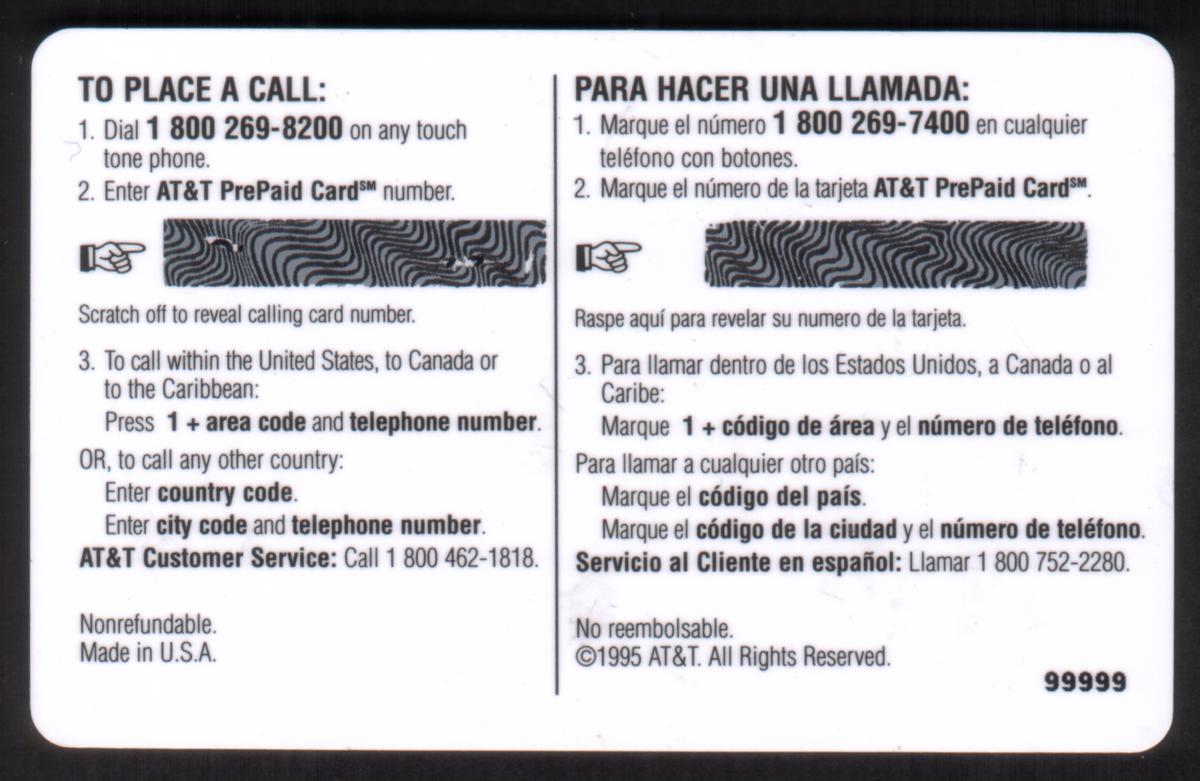 TO PLACE A CALL:
1. Dial 1 800 269-8200 on any touch
tone phone.
2. Enter AT&T PrePaid Card℠ number.
Scratch off to reveal calling card number.
3. To call within the United States, to Canada or
to the Caribbean:
Press 1 + area code and telephone number.
OR, to call any other country:
Enter country code.
Enter city code and telephone number.
AT&T Customer Service: Call 1 800 462-1818.
Nonrefundable.
Made in U.S.A.
PARA HACER UNA LLAMADA:
1. Marque el número 1 800 269-7400 en cualquier
teléfono con botones.
2. Marque el número de la tarjeta AT&T PrePaid Card℠.
Raspe aquí para revelar su numero de la tarjeta.
3. Para llamar dentro de los Estados Unidos, a Canada o al
Caribe:
Marque 1 + código de área y el número de teléfono.
Para llamar a cualquier otro país:
Marque el código del país.
Marque el código de la ciudad y el número de teléfono.
Servicio al Cliente en español: Llamar 1 800 752-2280.
No reembolsable.
©1995 AT&T. All Rights Reserved.
99999